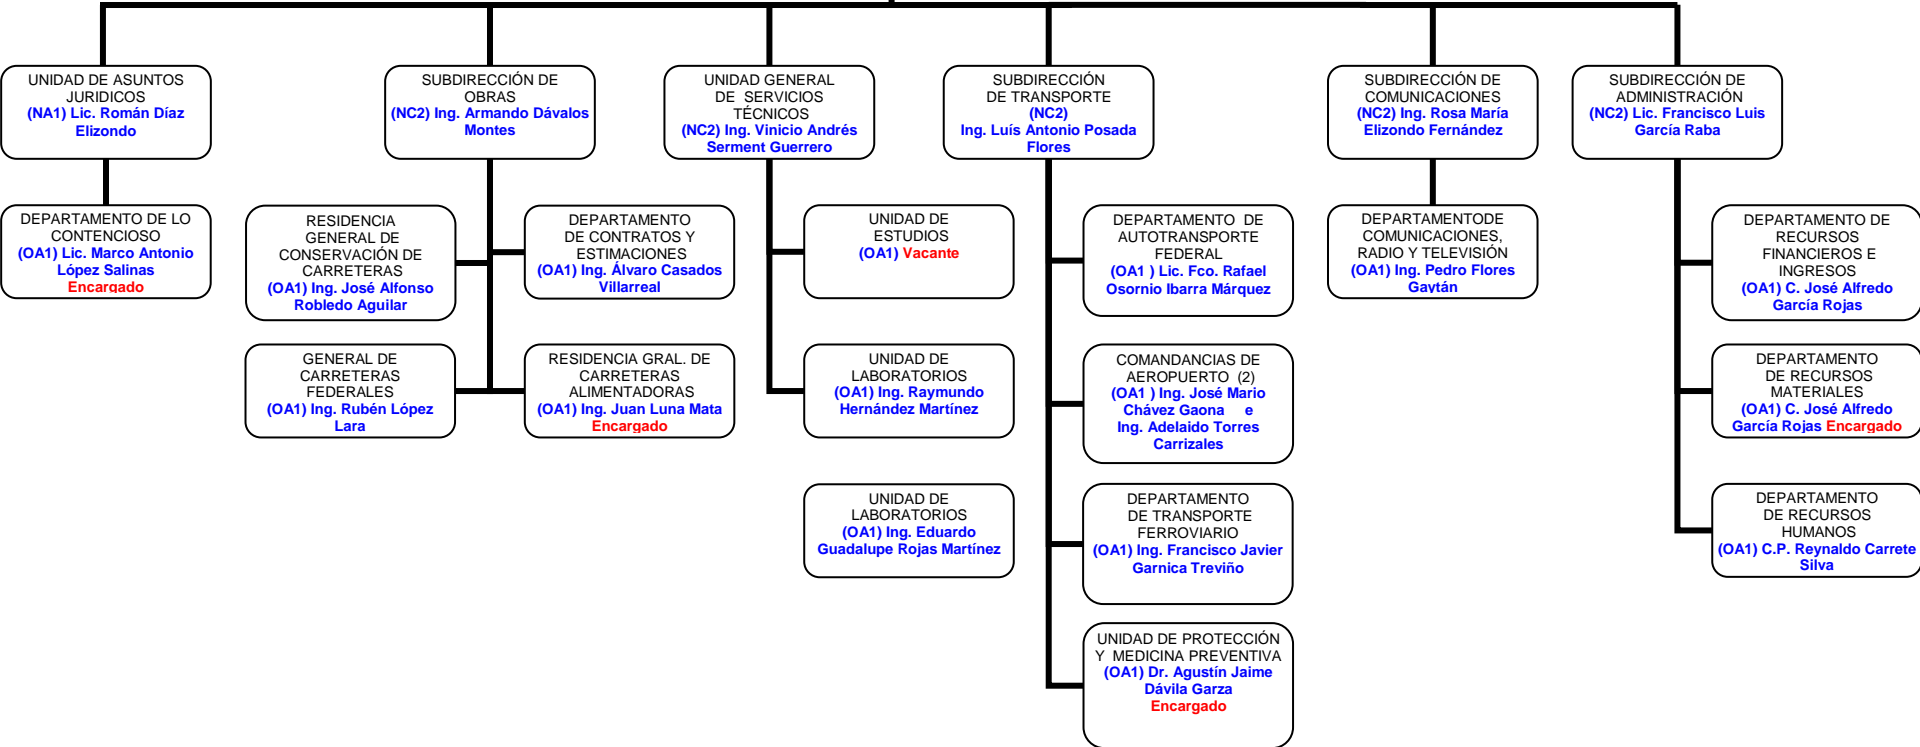 UNIDAD DE ASUNTOS
JURIDICOS
(NA1) Lic. Román Díaz
Elizondo
SUBDIRECCIÓN DE
OBRAS
(NC2) Ing. Armando Dávalos
Montes
UNIDAD GENERAL
DE SERVICIOS
TÉCNICOS
(NC2) Ing. Vinicio Andrés
Serment Guerrero
SUBDIRECCIÓN
DE TRANSPORTE
(NC2)
Ing. Luís Antonio Posada
Flores
SUBDIRECCIÓN DE
COMUNICACIONES
(NC2) Ing. Rosa María
Elizondo Fernández
SUBDIRECCIÓN DE
ADMINISTRACIÓN
(NC2) Lic. Francisco Luis
García Raba
DEPARTAMENTO DE LO
CONTENCIOSO
(OA1) Lic. Marco Antonio
López Salinas
Encargado
RESIDENCIA
GENERAL DE
CONSERVACIÓN DE
CARRETERAS
(OA1) Ing. José Alfonso
Robledo Aguilar
DEPARTAMENTO
DE CONTRATOS Y
ESTIMACIONES
(OA1) Ing. Álvaro Casados
Villarreal
UNIDAD DE
ESTUDIOS
(OA1) Vacante
DEPARTAMENTO DE
AUTOTRANSPORTE
FEDERAL
(OA1 ) Lic. Fco. Rafael
Osornio Ibarra Márquez
DEPARTAMENTODE
COMUNICACIONES,
RADIO Y TELEVISIÓN
(OA1) Ing. Pedro Flores
Gaytán
DEPARTAMENTO DE
RECURSOS
FINANCIEROS E
INGRESOS
(OA1) C. José Alfredo
García Rojas
GENERAL DE
CARRETERAS
FEDERALES
(OA1) Ing. Rubén López
Lara
RESIDENCIA GRAL. DE
CARRETERAS
ALIMENTADORAS
(OA1) Ing. Juan Luna Mata
Encargado
UNIDAD DE
LABORATORIOS
(OA1) Ing. Raymundo
Hernández Martínez
COMANDANCIAS DE
AEROPUERTO (2)
(OA1 ) Ing. José Mario
Chávez Gaona e
Ing. Adelaido Torres
Carrizales
DEPARTAMENTO
DE RECURSOS
MATERIALES
(OA1) C. José Alfredo
García Rojas Encargado
UNIDAD DE
LABORATORIOS
(OA1) Ing. Eduardo
Guadalupe Rojas Martínez
DEPARTAMENTO
DE TRANSPORTE
FERROVIARIO
(OA1) Ing. Francisco Javier
Garnica Treviño
DEPARTAMENTO
DE RECURSOS
HUMANOS
(OA1) C.P. Reynaldo Carrete
Silva
UNIDAD DE PROTECCIÓN
Y MEDICINA PREVENTIVA
(OA1) Dr. Agustín Jaime
Dávila Garza
Encargado